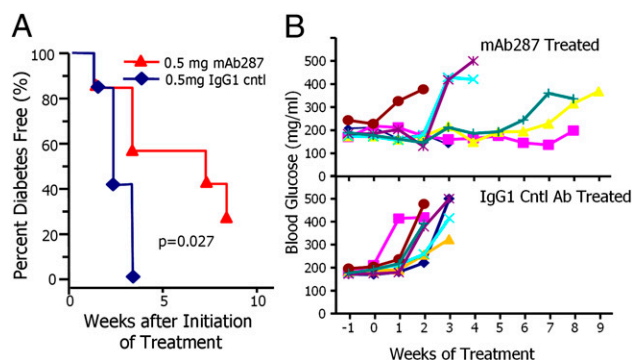 A
100
80
60
40
20
0
Percent Diabetes Free (%)
0.5 mg mAb287
0.5mg IgG1 cntl
p=0.027
0 5 10
Weeks after Initiation
of Treatment
B
mAb287 Treated
500
400
300
200
100
IgG1 Cntl Ab Treated
500
400
300
200
100
Blood Glucose (mg/ml)
-1 0 1 2 3 4 5 6 7 8 9
Weeks of Treatment